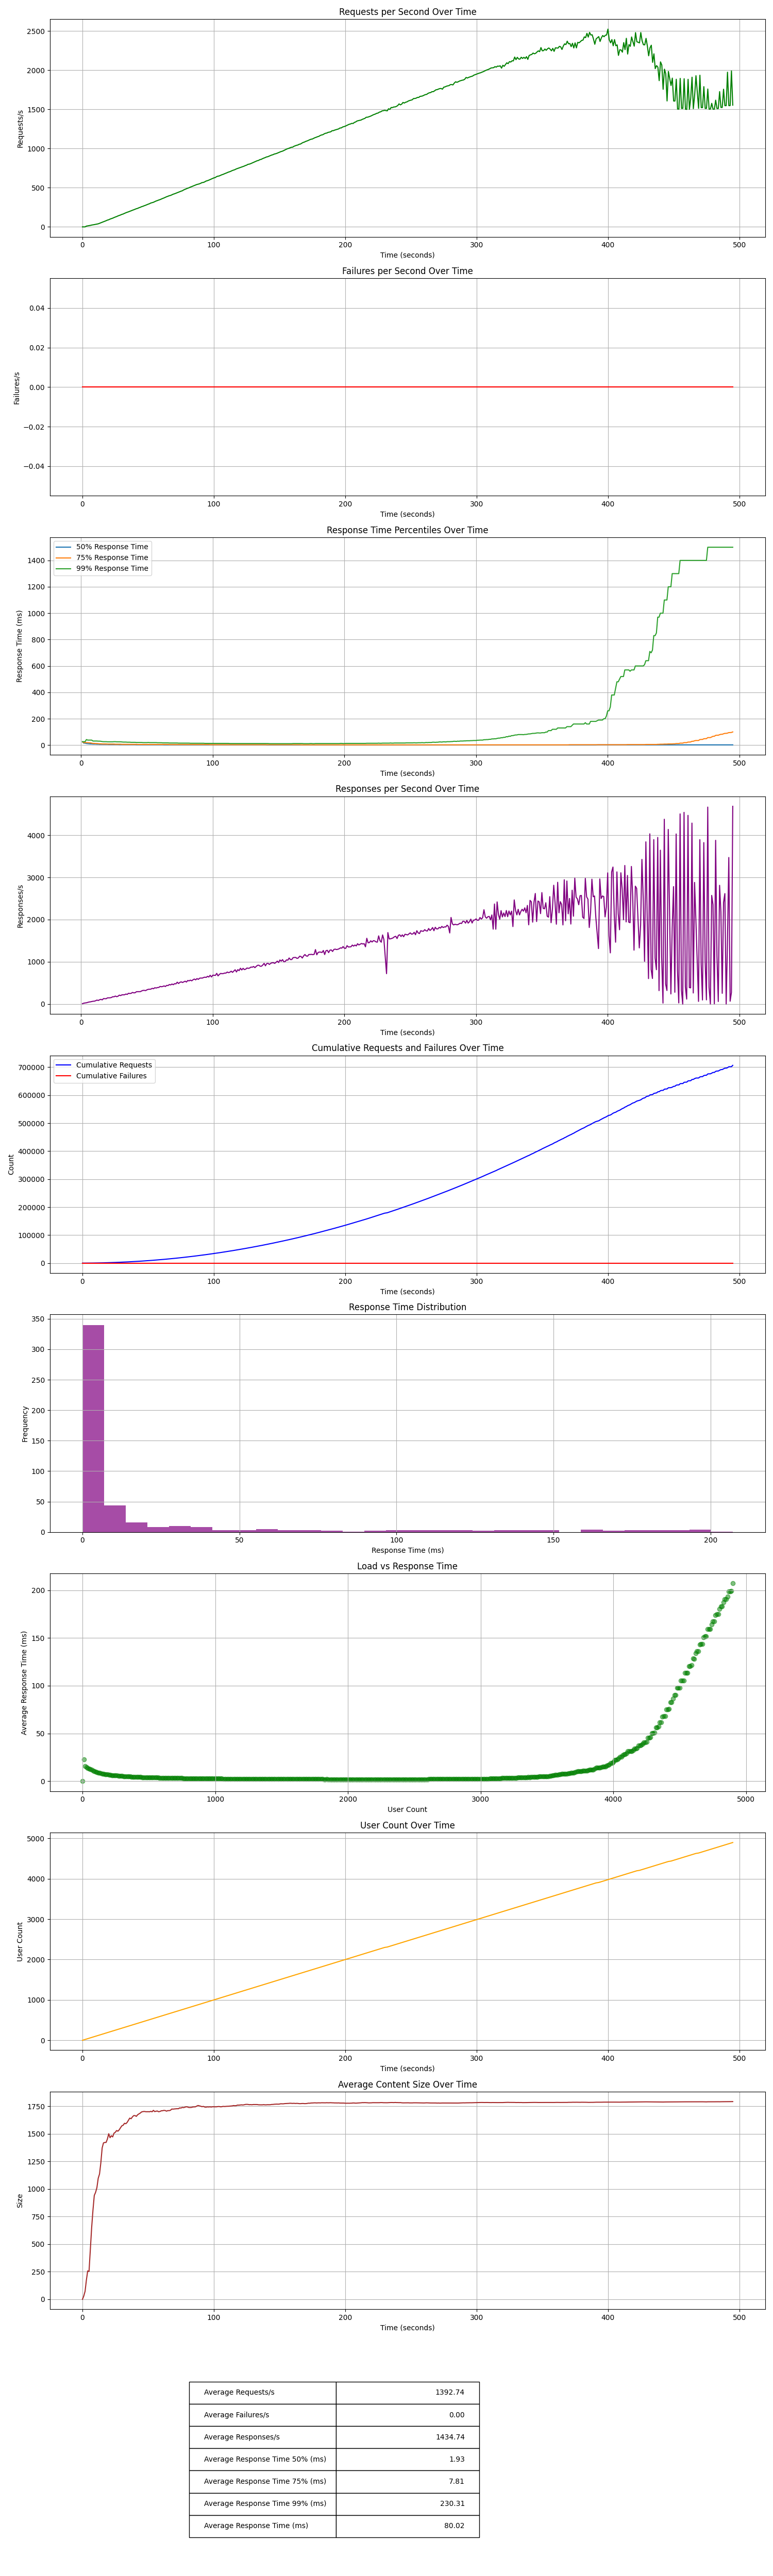 Requests per Second Over Time
2500
2000
1500
1000
500
0
Requests/s
0 100 200 300 400 500
Time (seconds)
Failures per Second Over Time
0.04
0.02
0.00
−0.02
−0.04
Failures/s
0 100 200 300 400 500
Time (seconds)
Response Time Percentiles Over Time
50% Response Time
75% Response Time
99% Response Time
1400
1200
1000
800
600
400
200
0
Response Time (ms)
0 100 200 300 400 500
Time (seconds)
Responses per Second Over Time
4000
3000
2000
1000
0
Responses/s
0 100 200 300 400 500
Time (seconds)
Cumulative Requests and Failures Over Time
Cumulative Requests
Cumulative Failures
700000
600000
500000
400000
300000
200000
100000
0
Count
0 100 200 300 400 500
Time (seconds)
Response Time Distribution
350
300
250
200
150
100
50
0
Frequency
0 50 100 150 200
Response Time (ms)
Load vs Response Time
200
150
100
50
0
Average Response Time (ms)
0 1000 2000 3000 4000 5000
User Count
User Count Over Time
5000
4000
3000
2000
1000
0
User Count
0 100 200 300 400 500
Time (seconds)
Average Content Size Over Time
1750
1500
1250
1000
750
500
250
0
Size
0 100 200 300 400 500
Time (seconds)
Average Requests/s 1392.74
Average Failures/s 0.00
Average Responses/s 1434.74
Average Response Time 50% (ms) 1.93
Average Response Time 75% (ms) 7.81
Average Response Time 99% (ms) 230.31
Average Response Time (ms) 80.02